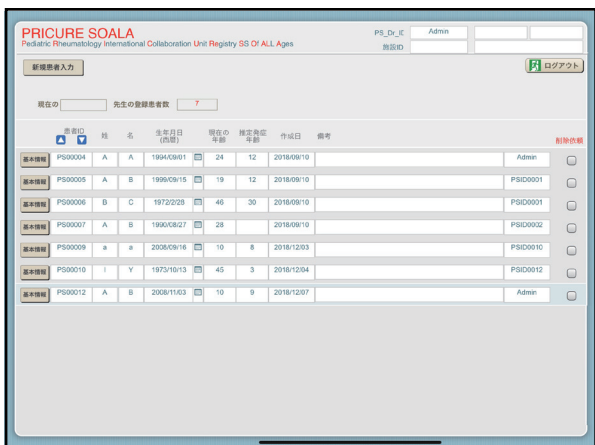 PRICURE SOALA
Pediatric Rheumatology International Collaboration Unit Registry SS Of ALL Ages
PS_Dr_IC Admin
施設ID
新規患者入力
ログアウト
現在の 先生の登録患者数 7
患者ID 姓 名 生年月日(西暦) 現在の年齢 推定発症年齢 作成日 備考 削除依頼
基本情報 PS00004 A A 1994/09/01 24 12 2018/09/10 Admin
基本情報 PS00005 A B 1999/09/15 19 12 2018/09/10 PSID0001
基本情報 PS00006 B C 1972/2/28 46 30 2018/09/10 PSID0001
基本情報 PS00007 A B 1990/08/27 28 2018/09/10 PSID0002
基本情報 PS00009 a a 2008/09/16 10 8 2018/12/03 PSID0010
基本情報 PS00010 I Y 1973/10/13 45 3 2018/12/04 PSID0012
基本情報 PS00012 A B 2008/11/03 10 9 2018/12/07 Admin